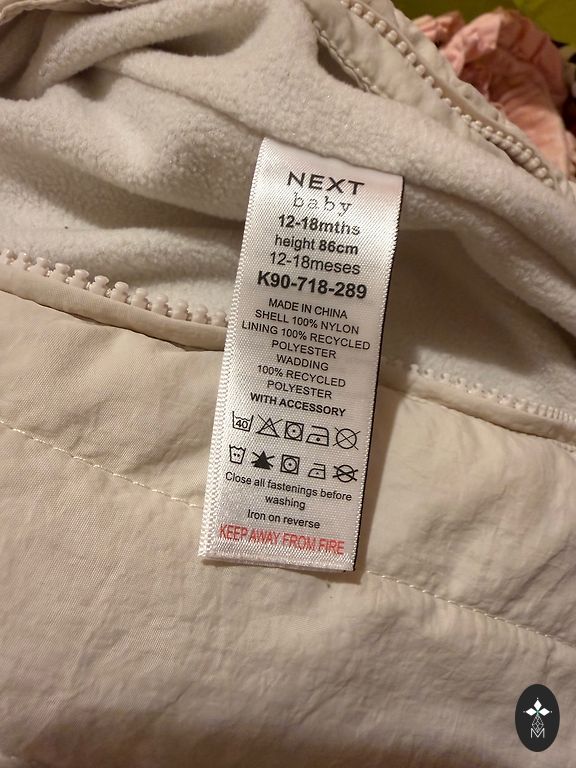 NEXT
baby
12-18mths
height 86cm
12-18meses
K90-718-289
MADE IN CHINA
SHELL 100% NYLON
LINING 100% RECYCLED
POLYESTER
WADDING
100% RECYCLED
POLYESTER
WITH ACCESSORY
40
Close all fastenings before
washing
Iron on reverse
KEEP AWAY FROM FIRE
M